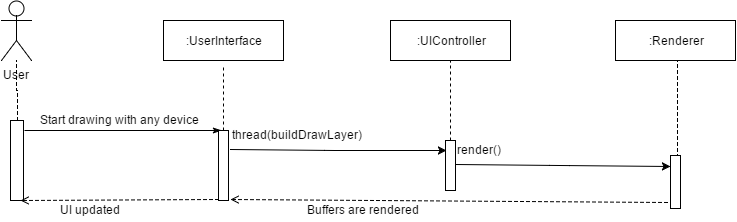 :UserInterface
:UIController
:Renderer
User
Start drawing with any device
thread(buildDrawLayer)
render()
UI updated
Buffers are rendered